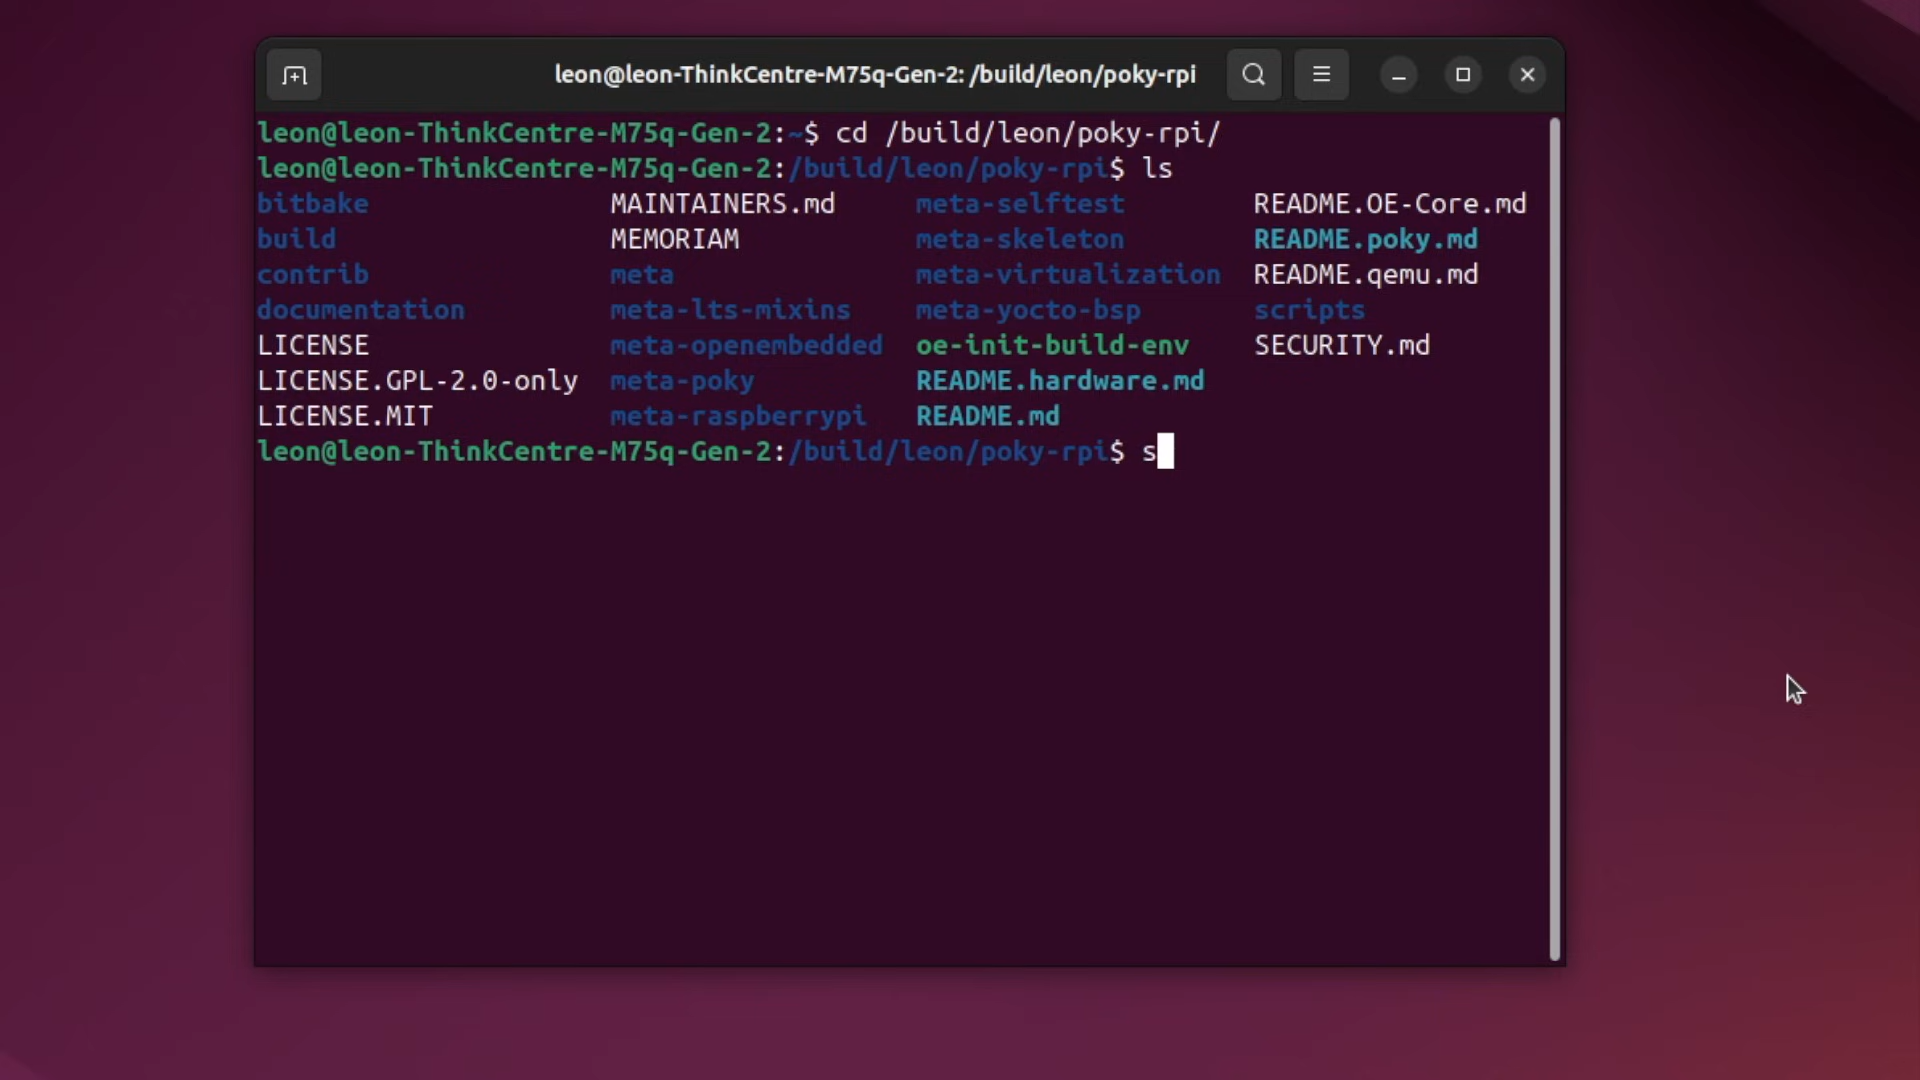 leon@leon-ThinkCentre-M75q-Gen-2: /build/leon/poky-rpi
leon@leon-ThinkCentre-M75q-Gen-2:~$ cd /build/leon/poky-rpi/
leon@leon-ThinkCentre-M75q-Gen-2:/build/leon/poky-rpi$ ls
bitbake MAINTAINERS.md meta-selftest README.OE-Core.md
build MEMORIAM meta-skeleton README.poky.md
contrib meta meta-virtualization README.qemu.md
documentation meta-lts-mixins meta-yocto-bsp scripts
LICENSE meta-openembedded oe-init-build-env SECURITY.md
LICENSE.GPL-2.0-only meta-poky README.hardware.md
LICENSE.MIT meta-raspberrypi README.md
leon@leon-ThinkCentre-M75q-Gen-2:/build/leon/poky-rpi$ s